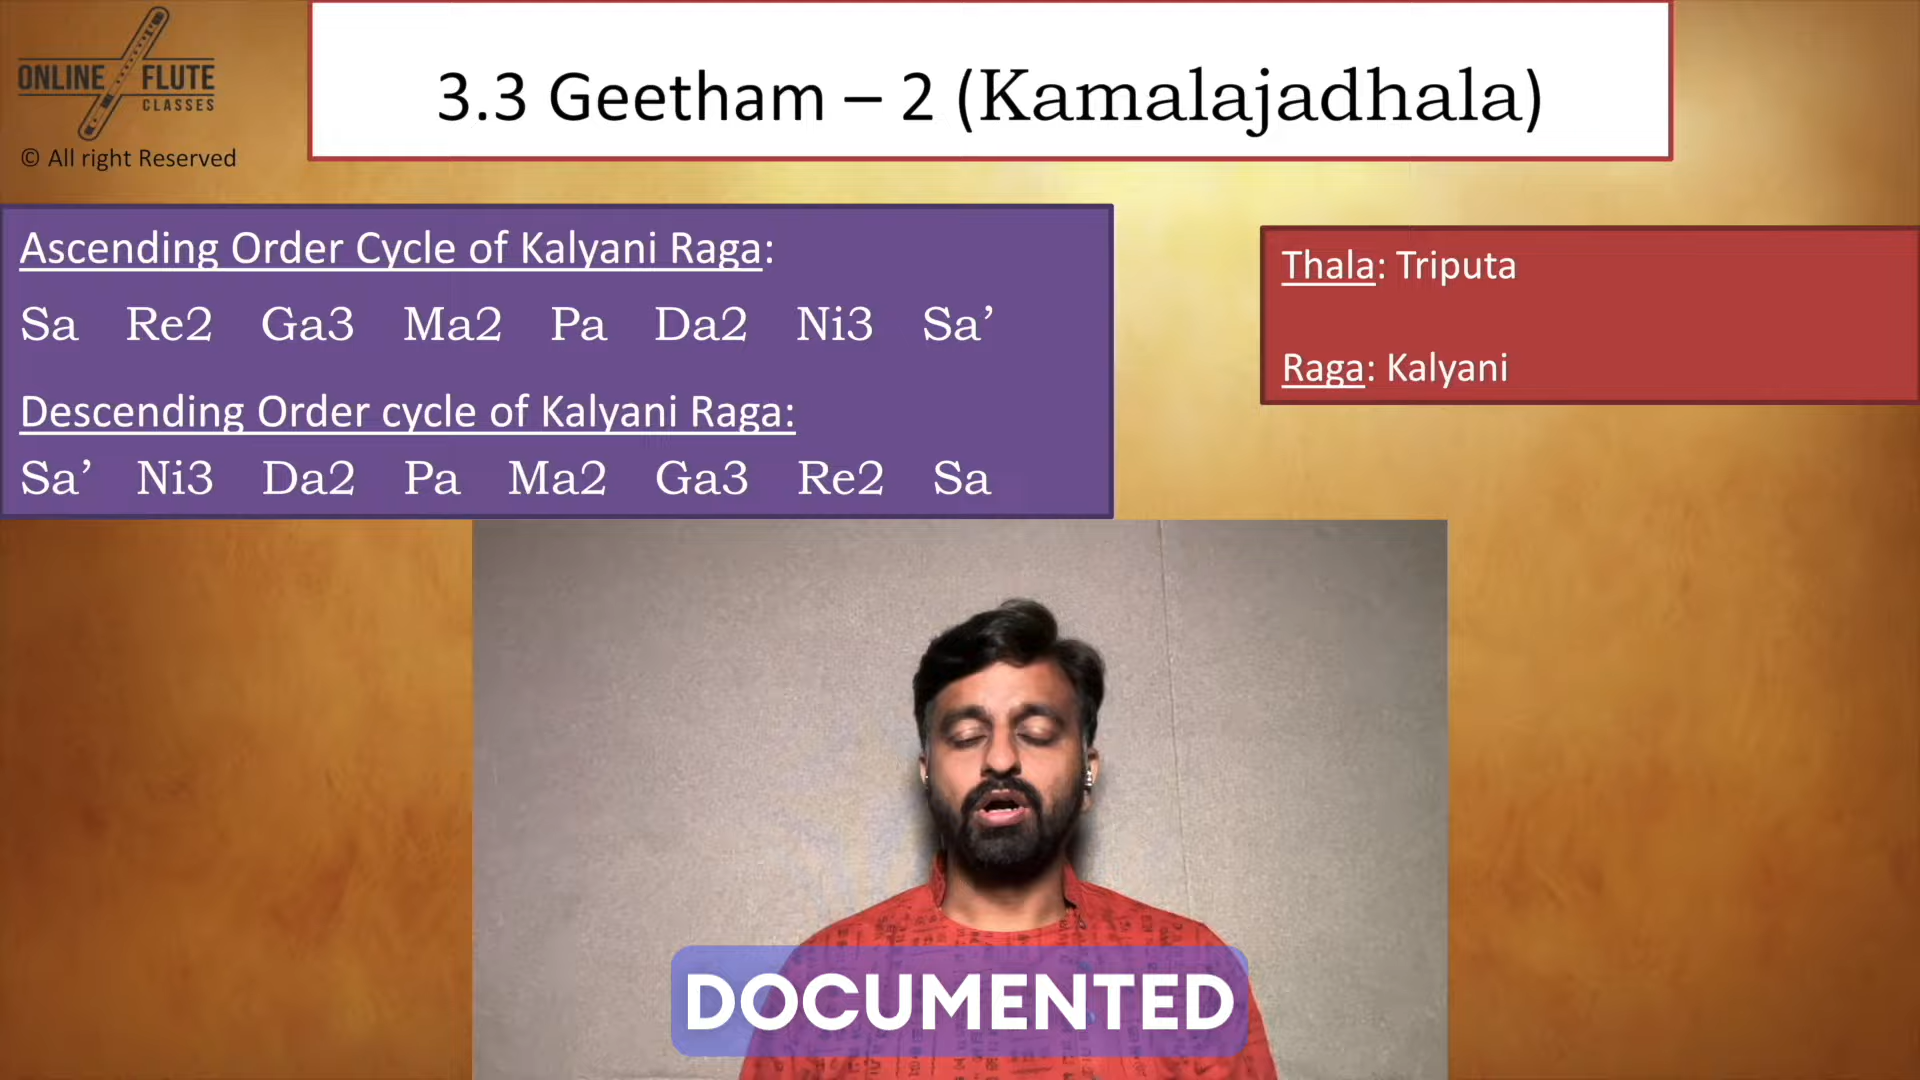 ONLINE FLUTE
CLASSES
© All right Reserved
3.3 Geetham – 2 (Kamalajadhala)
Ascending Order Cycle of Kalyani Raga:
Sa Re2 Ga3 Ma2 Pa Da2 Ni3 Sa’
Descending Order cycle of Kalyani Raga:
Sa’ Ni3 Da2 Pa Ma2 Ga3 Re2 Sa
Thala: Triputa
Raga: Kalyani
DOCUMENTED